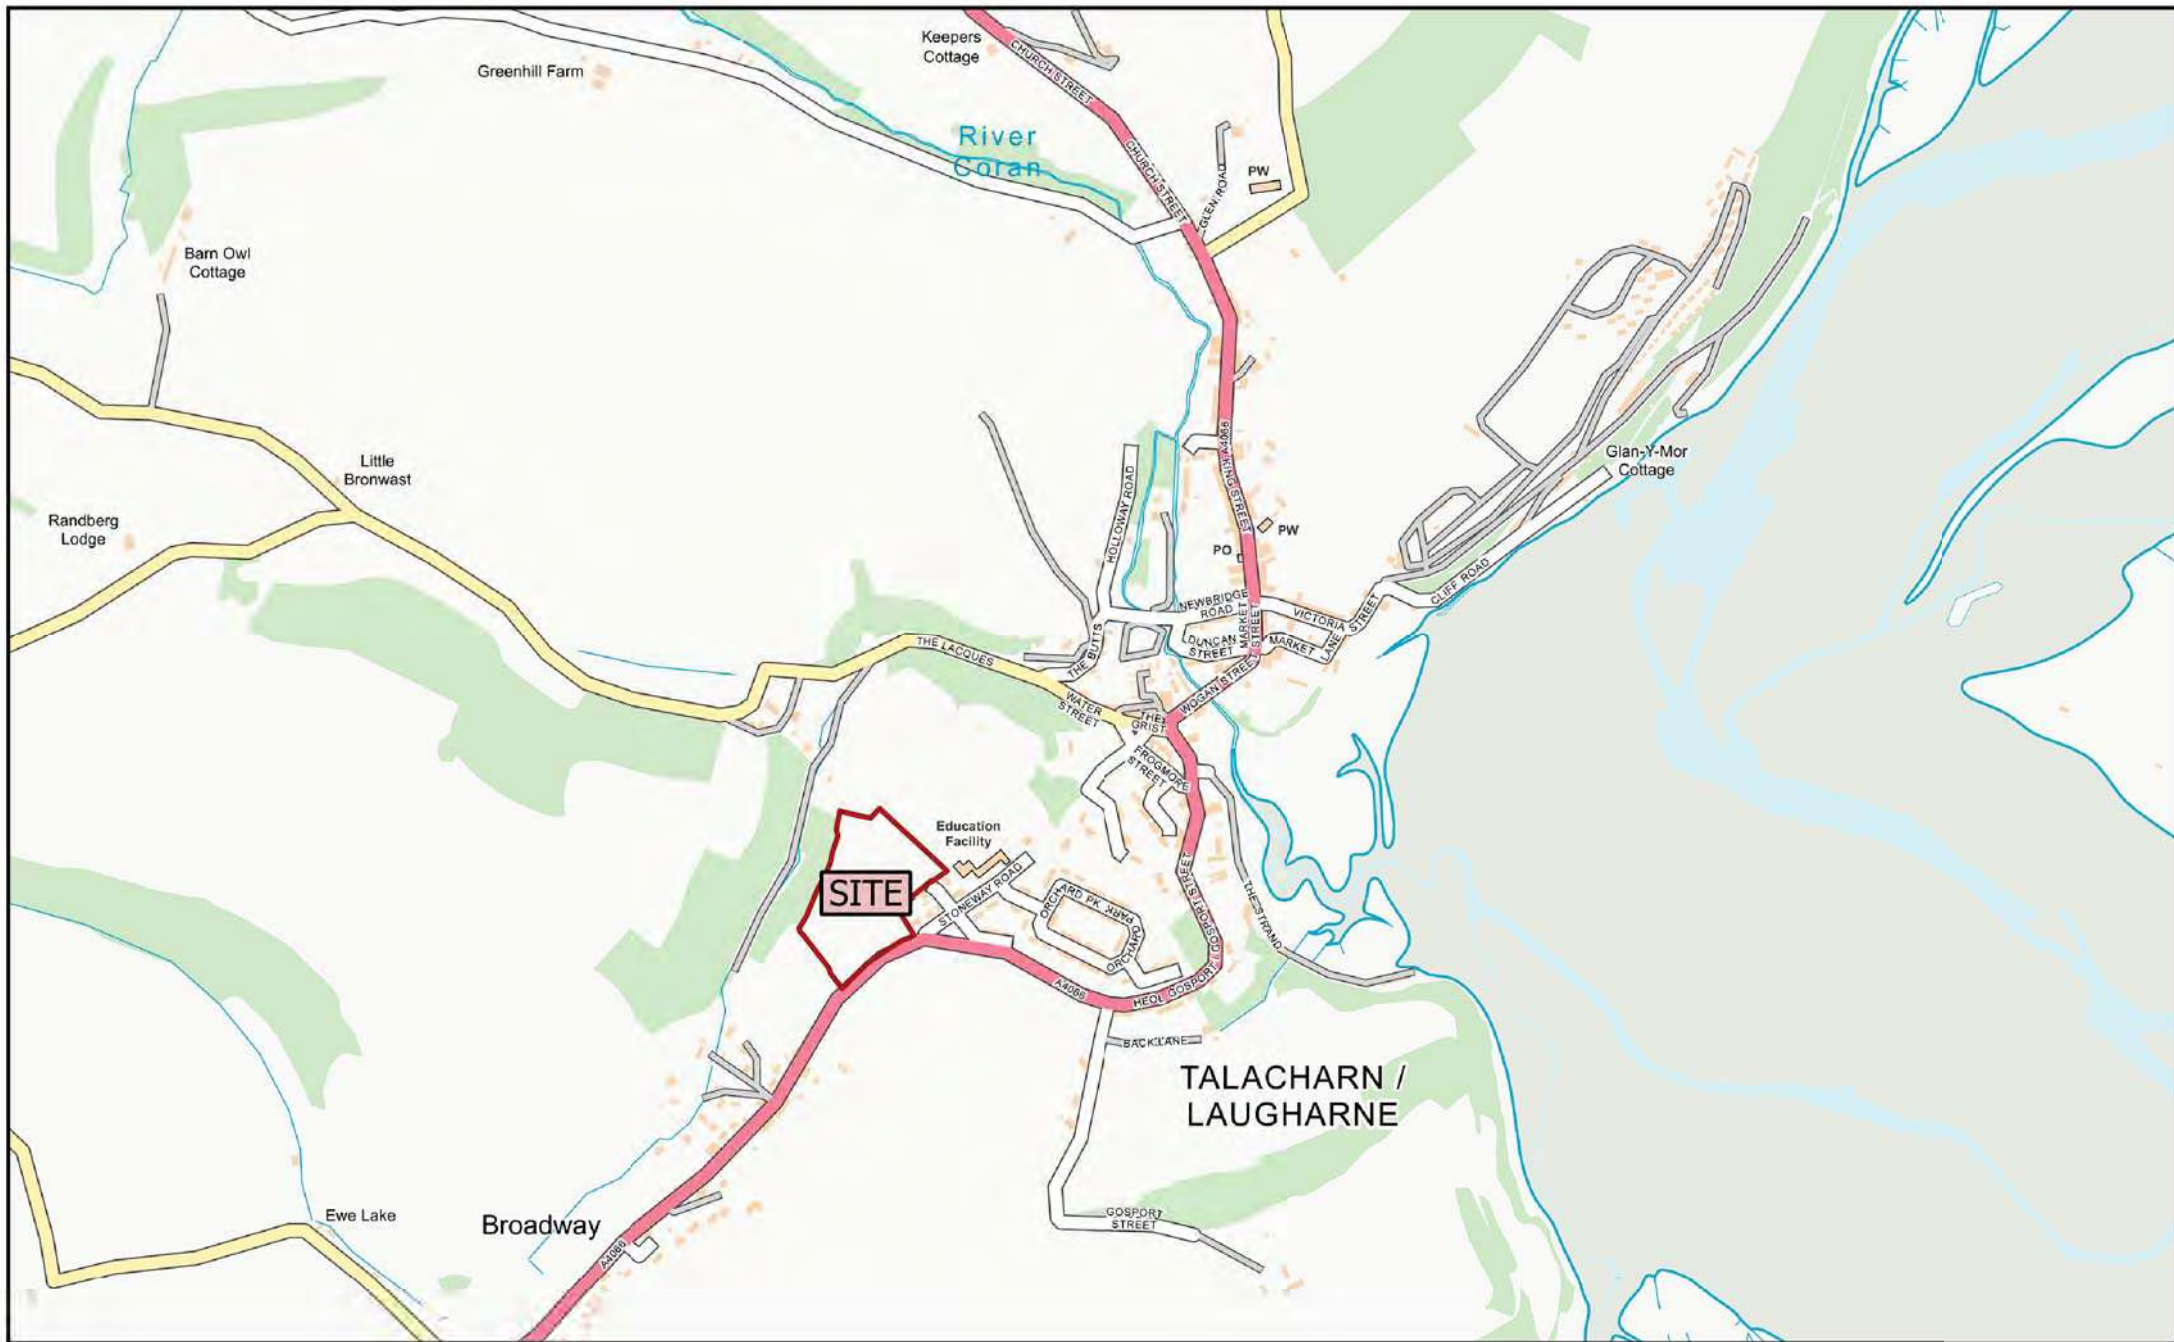 Keepers
Cottage
Greenhill Farm
CHURCH STREET
River
Coran
CHURCH STREET
GLEN ROAD
PW
Barn Owl
Cottage
A4066
KING STREET
Little
Bronwast
Glan-Y-Mor
Cottage
HOLLOWAY ROAD
Randberg
Lodge
PW
PO
CLIFF ROAD
NEWBRIDGE
ROAD
VICTORIA
STREET
MARKET
STREET
DUNCAN
STREET
MARKET
LANE
THE BUTTS
THE LACQUES
WOGAN STREET
WATER
STREET
THE
GRIST
FROGMORE
STREET
Education
Facility
SITE
STONEWAY ROAD
ORCHARD PK
PARK
ORCHARD
GOSPORT STREET
THE STRAND
A4066
HEOL GOSPORT / GOSPORT STREET
BACK LANE
TALACHARN /
LAUGHARNE
Ewe Lake
Broadway
GOSPORT
STREET
A4066